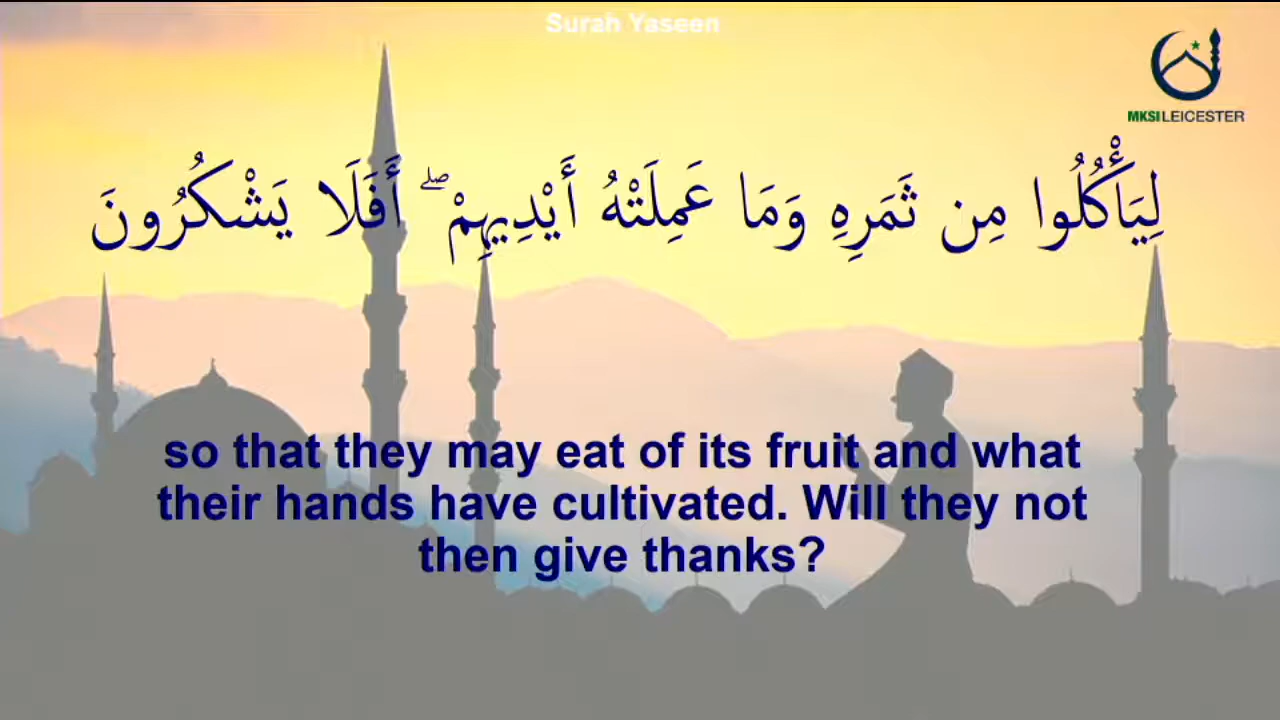 Surah Yaseen
MKSI LEICESTER
لِيَأْكُلُوا مِن ثَمَرِهِ وَمَا عَمِلَتْهُ أَيْدِيهِمْ ۖ أَفَلَا يَشْكُرُونَ
so that they may eat of its fruit and what
their hands have cultivated. Will they not
then give thanks?